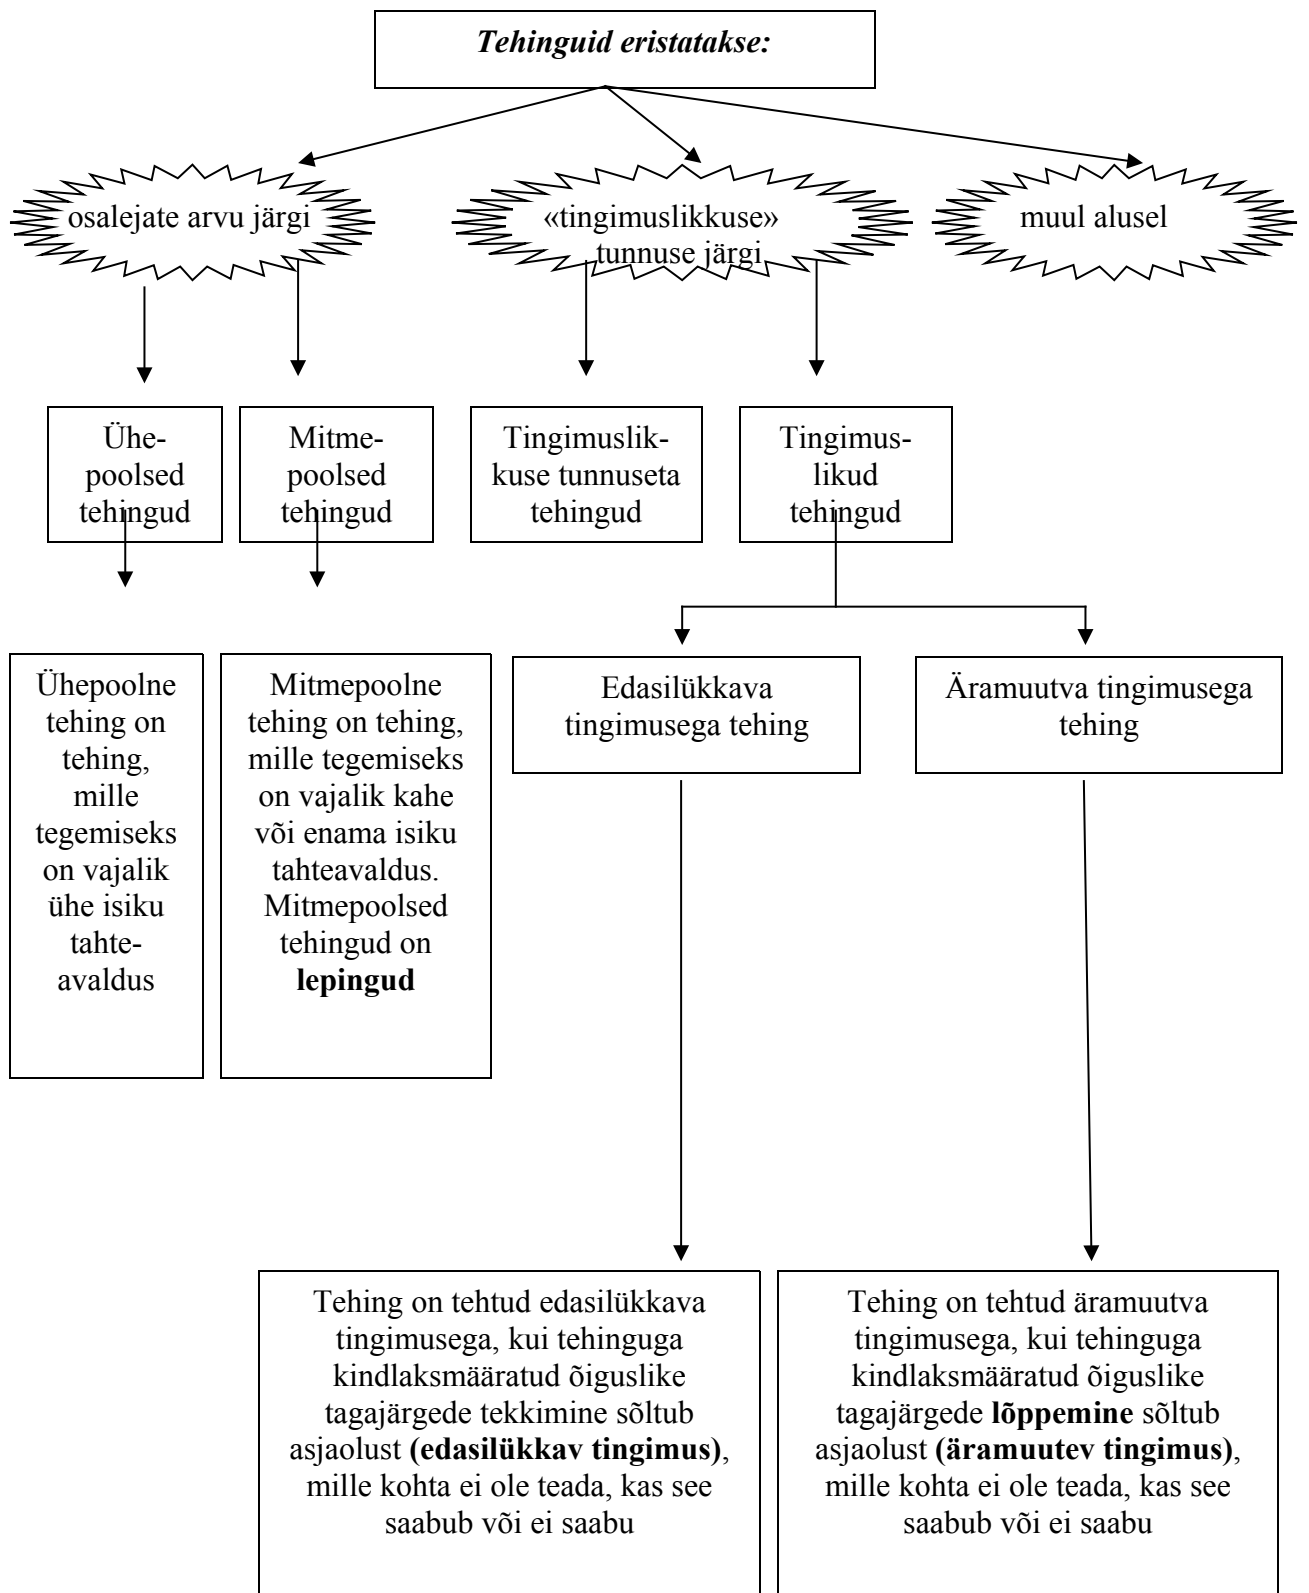 Tehinguid eristatakse:
osalejate arvu järgi
«tingimuslikkuse»
tunnuse järgi
muul alusel
Ühe-
poolsed
tehingud
Mitme-
poolsed
tehingud
Tingimuslik-
kuse tunnuseta
tehingud
Tingimus-
likud
tehingud
Ühepoolne
tehing on
tehing,
mille
tegemiseks
on vajalik
ühe isiku
tahte-
avaldus
Mitmepoolne
tehing on tehing,
mille tegemiseks
on vajalik kahe
või enama isiku
tahteavaldus.
Mitmepoolsed
tehingud on
lepingud
Edasilükkava
tingimusega tehing
Äramuutva tingimusega
tehing
Tehing on tehtud edasilükkava
tingimusega, kui tehinguga
kindlaksmääratud õiguslike
tagajärgede tekkimine sõltub
asjaolust (edasilükkav tingimus),
mille kohta ei ole teada, kas see
saabub või ei saabu
Tehing on tehtud äramuutva
tingimusega, kui tehinguga
kindlaksmääratud õiguslike
tagajärgede lõppemine sõltub
asjaolust (äramuutev tingimus),
mille kohta ei ole teada, kas see
saabub või ei saabu